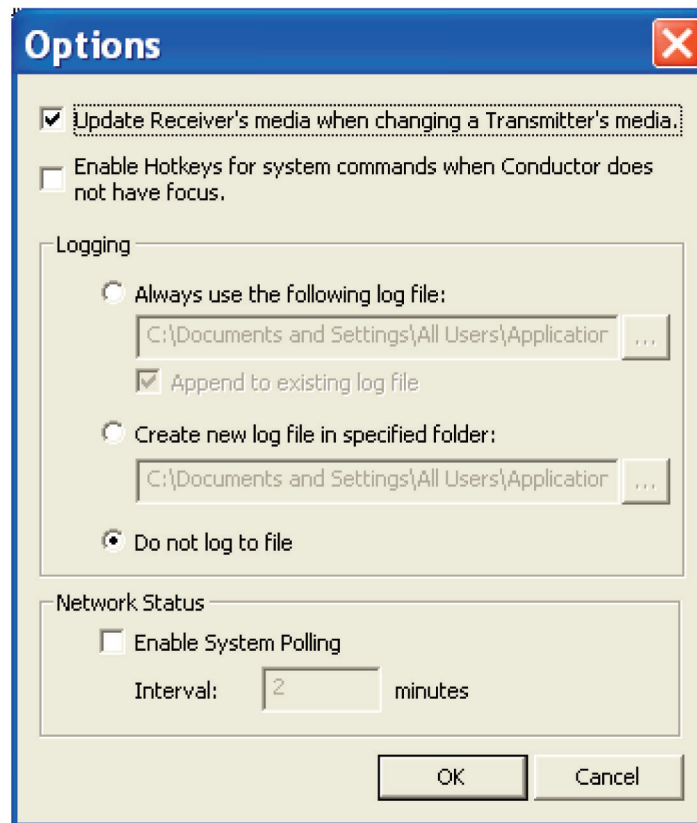 Options
Update Receiver's media when changing a Transmitter's media.
Enable Hotkeys for system commands when Conductor does
not have focus.
Logging
Always use the following log file:
C:\Documents and Settings\All Users\Application
...
Append to existing log file
Create new log file in specified folder:
C:\Documents and Settings\All Users\Application
...
Do not log to file
Network Status
Enable System Polling
Interval: 2 minutes
OK Cancel